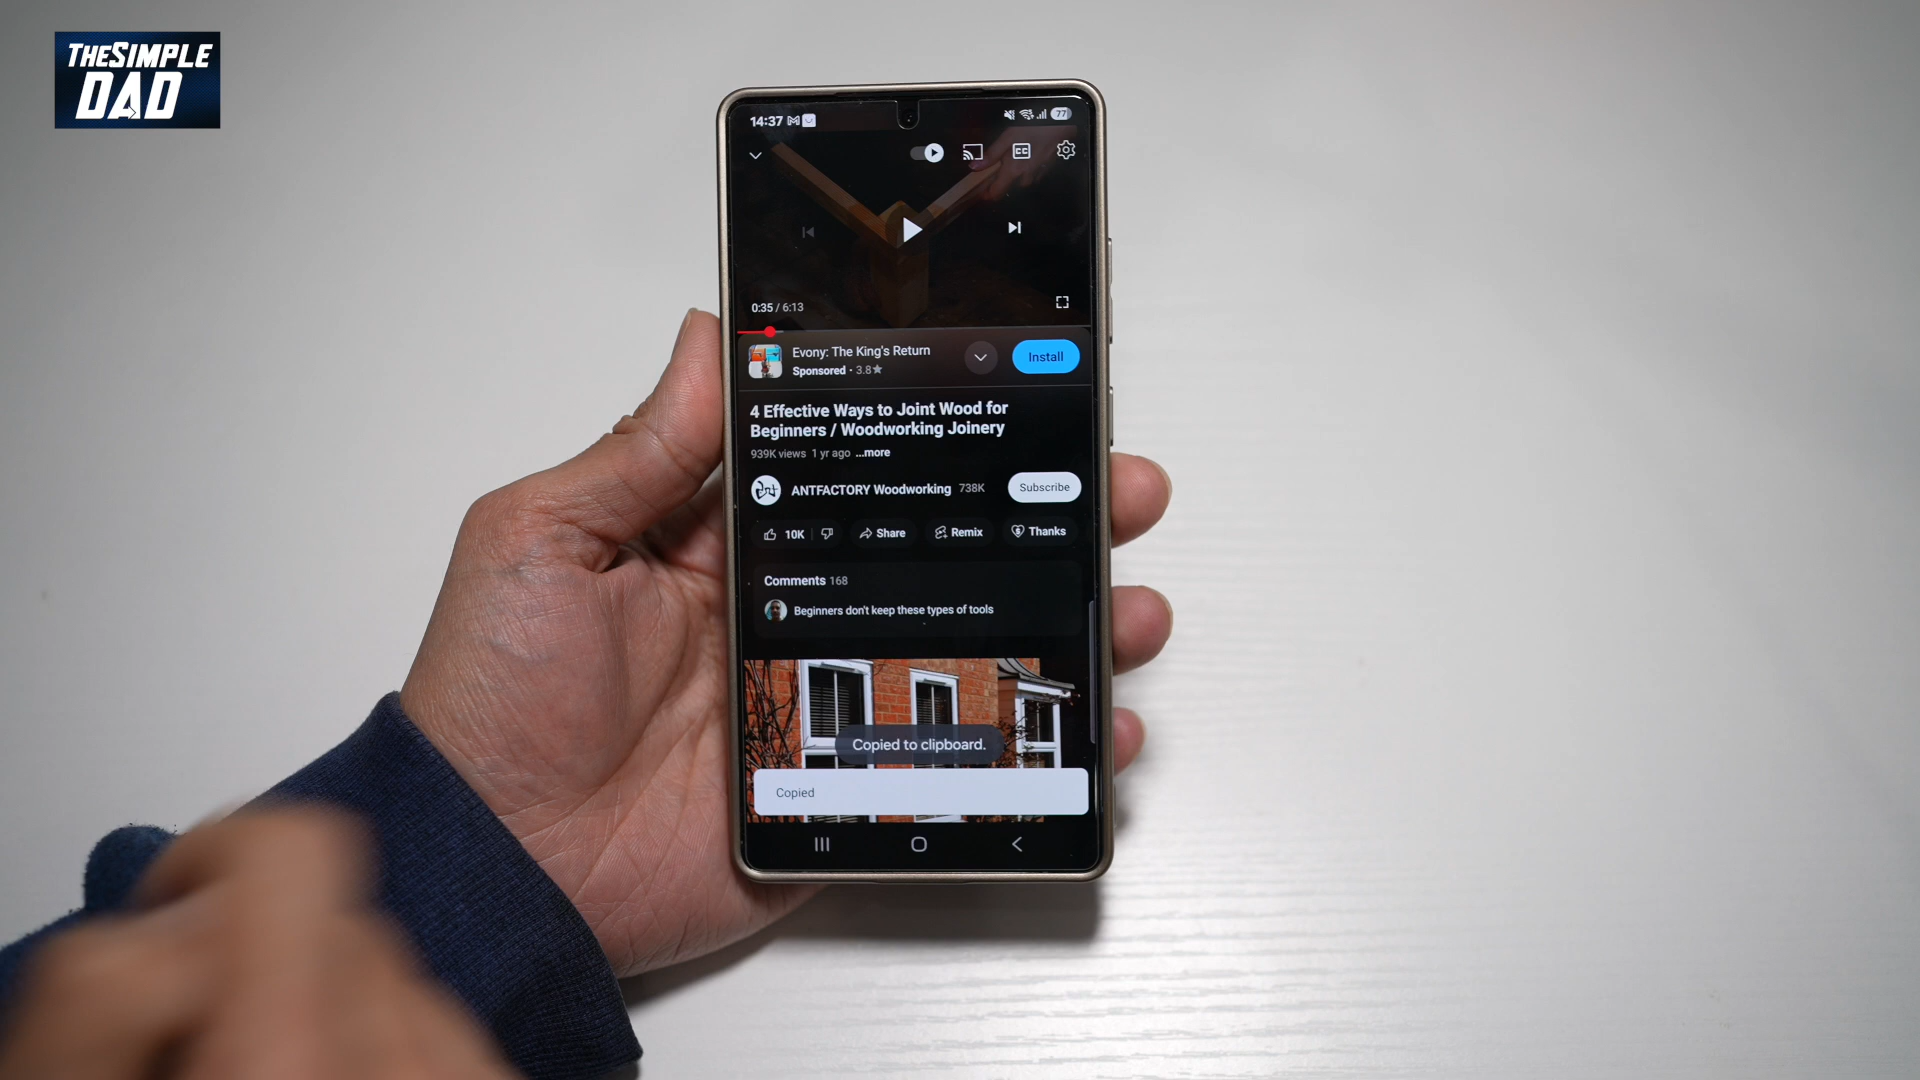 THESIMPLE
DAD
14:37
77
CC
0:35 / 6:13
Evony: The King's Return
Sponsored · 3.8★
Install
4 Effective Ways to Joint Wood for
Beginners / Woodworking Joinery
939K views 1 yr ago ...more
ANTFACTORY Woodworking 738K
Subscribe
10K
Share
Remix
Thanks
Comments 168
Beginners don't keep these types of tools
Copied to clipboard.
Copied